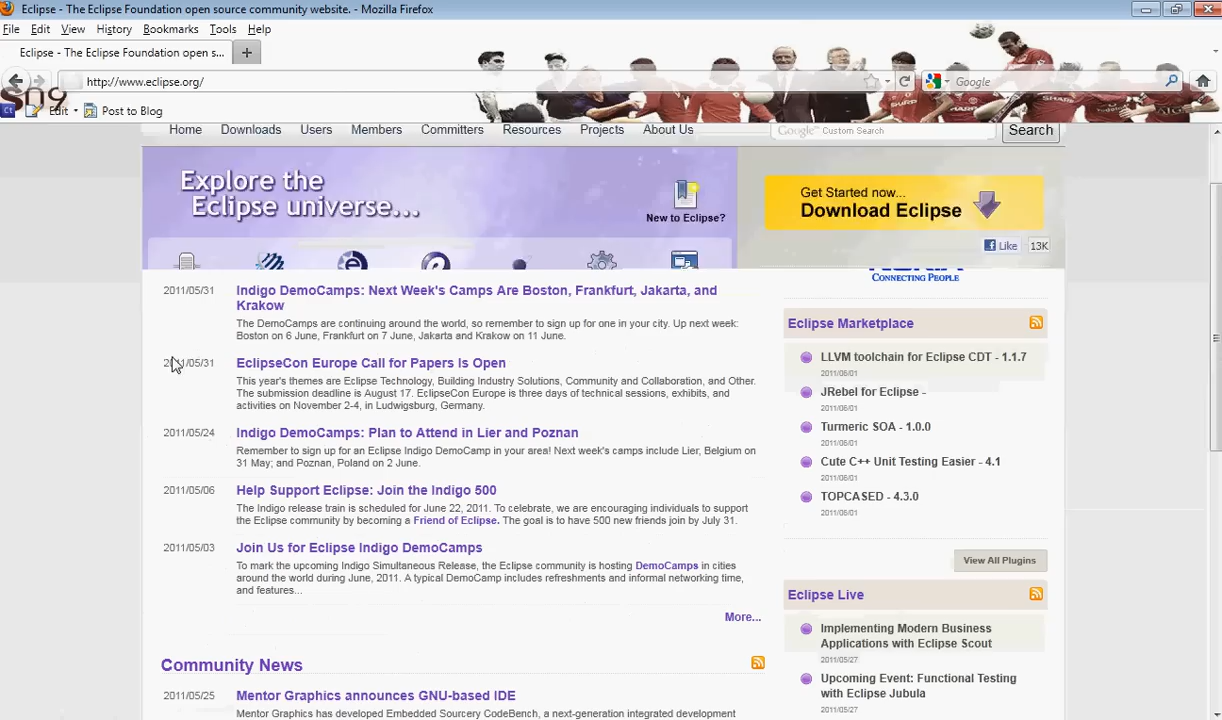 Eclipse - The Eclipse Foundation open source community website. - Mozilla Firefox
File Edit View History Bookmarks Tools Help
Eclipse - The Eclipse Foundation open s...
http://www.eclipse.org/
Google
Edit Post to Blog
Home Downloads Users Members Committers Resources Projects About Us
Google™ Custom Search
Search
Explore the
Eclipse universe...
New to Eclipse?
Get Started now...
Download Eclipse
Like 13K
2011/05/31 Indigo DemoCamps: Next Week's Camps Are Boston, Frankfurt, Jakarta, and
Krakow
The DemoCamps are continuing around the world, so remember to sign up for one in your city. Up next week:
Boston on 6 June, Frankfurt on 7 June, Jakarta and Krakow on 11 June.
2011/05/31 EclipseCon Europe Call for Papers Is Open
This year's themes are Eclipse Technology, Building Industry Solutions, Community and Collaboration, and Other.
The submission deadline is August 17. EclipseCon Europe is three days of technical sessions, exhibits, and
activities on November 2-4, in Ludwigsburg, Germany.
2011/05/24 Indigo DemoCamps: Plan to Attend in Lier and Poznan
Remember to sign up for an Eclipse Indigo DemoCamp in your area! Next week's camps include Lier, Belgium on
31 May; and Poznan, Poland on 2 June.
2011/05/06 Help Support Eclipse: Join the Indigo 500
The Indigo release train is scheduled for June 22, 2011. To celebrate, we are encouraging individuals to support
the Eclipse community by becoming a Friend of Eclipse. The goal is to have 500 new friends join by July 31.
2011/05/03 Join Us for Eclipse Indigo DemoCamps
To mark the upcoming Indigo Simultaneous Release, the Eclipse community is hosting DemoCamps in cities
around the world during June, 2011. A typical DemoCamp includes refreshments and informal networking time,
and features...
More...
Community News
2011/05/25 Mentor Graphics announces GNU-based IDE
Mentor Graphics has developed Embedded Sourcery CodeBench, a next-generation integrated development
CONNECTING PEOPLE
Eclipse Marketplace
LLVM toolchain for Eclipse CDT - 1.1.7
2011/06/01
JRebel for Eclipse -
2011/06/01
Turmeric SOA - 1.0.0
2011/06/01
Cute C++ Unit Testing Easier - 4.1
2011/06/01
TOPCASED - 4.3.0
2011/06/01
View All Plugins
Eclipse Live
Implementing Modern Business
Applications with Eclipse Scout
2011/05/27
Upcoming Event: Functional Testing
with Eclipse Jubula
2011/05/27